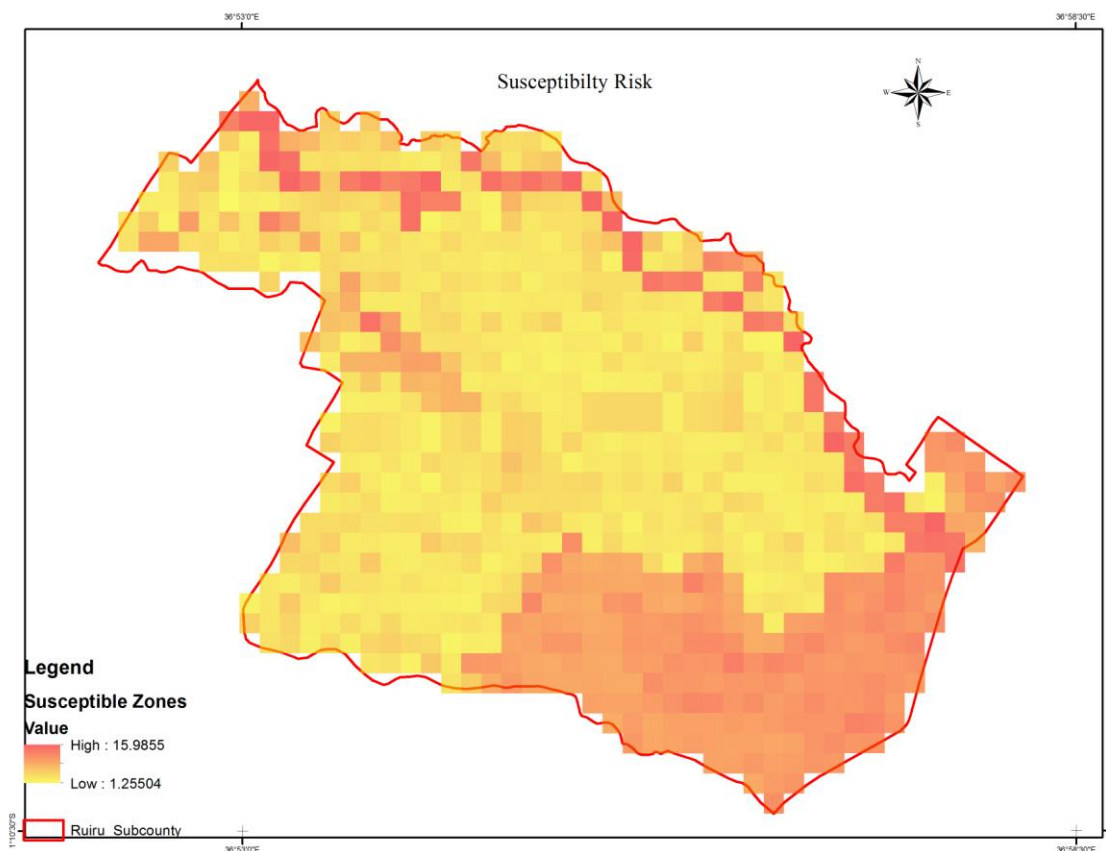 36°53'0"E
36°58'30"E
Susceptibilty Risk
N
W E
S
Legend
Susceptible Zones
Value
High : 15.9855
Low : 1.25504
Ruiru_Subcounty
1°10'30"S
36°53'0"E
36°58'30"E